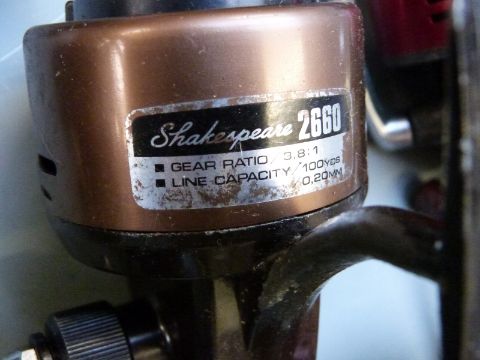 Shakespeare 2660
■ GEAR RATIO / 3.8:1
■ LINE CAPACITY / 100YDS
0.20MM